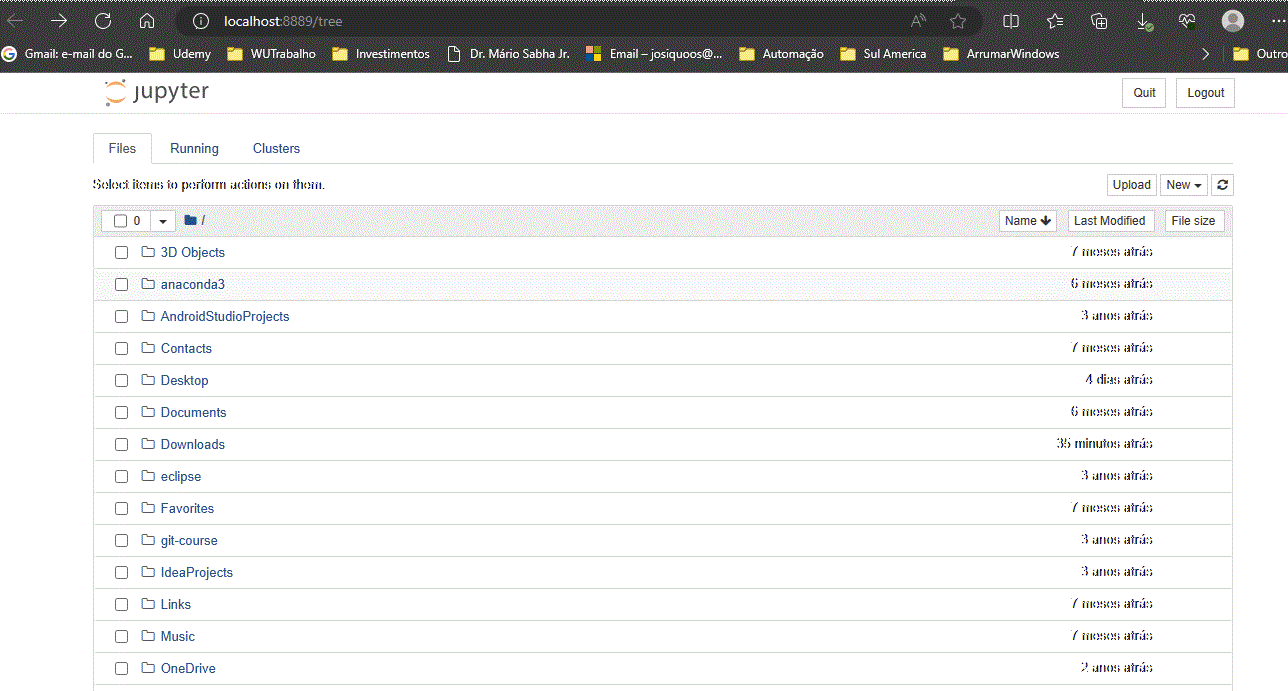 localhost:8889/tree
Gmail: e-mail do G... Udemy WUTrabalho Investimentos Dr. Mário Sabha Jr. Email – josiquoos@... Automação Sul America ArrumarWindows Outro
jupyter Quit Logout
Files Running Clusters
Select items to perform actions on them. Upload New
0 / Name Last Modified File size
3D Objects 7 meses atrás
anaconda3 6 meses atrás
AndroidStudioProjects 3 anos atrás
Contacts 7 meses atrás
Desktop 4 dias atrás
Documents 6 meses atrás
Downloads 35 minutos atrás
eclipse 3 anos atrás
Favorites 7 meses atrás
git-course 3 anos atrás
IdeaProjects 3 anos atrás
Links 7 meses atrás
Music 7 meses atrás
OneDrive 2 anos atrás